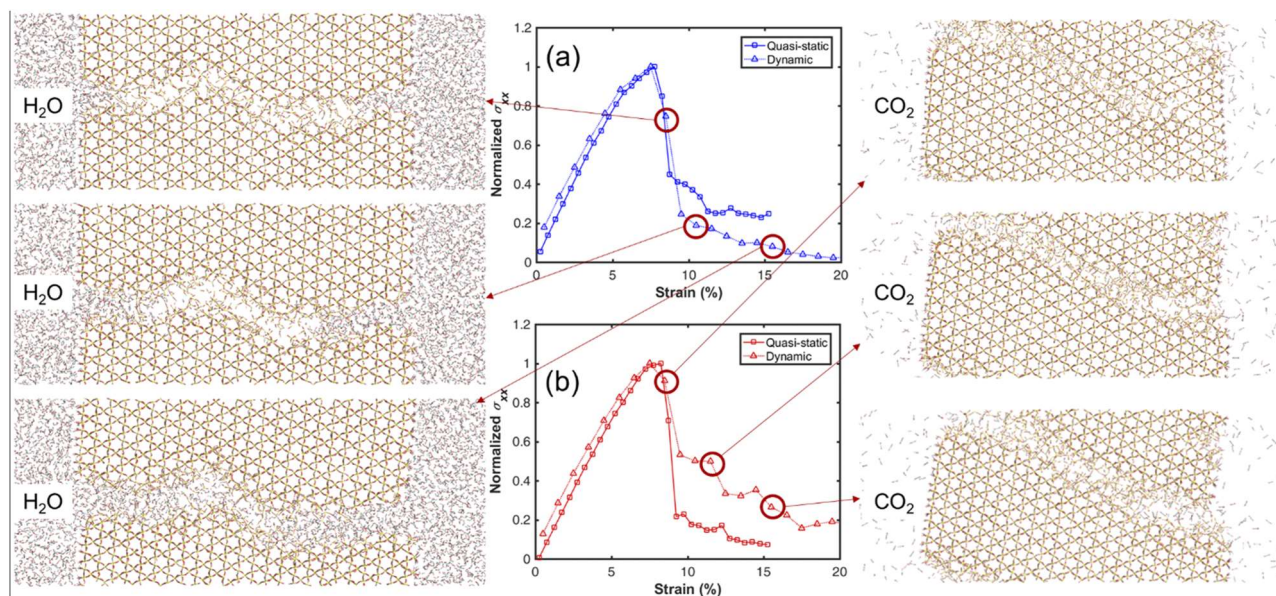 H₂O
H₂O
H₂O
(a)
Quasi-static
Dynamic
Normalized σxx
1.2
1
0.8
0.6
0.4
0.2
0
0
5
10
15
20
Strain (%)
(b)
Quasi-static
Dynamic
Normalized σxx
1.2
1
0.8
0.6
0.4
0.2
0
0
5
10
15
20
Strain (%)
CO₂
CO₂
CO₂